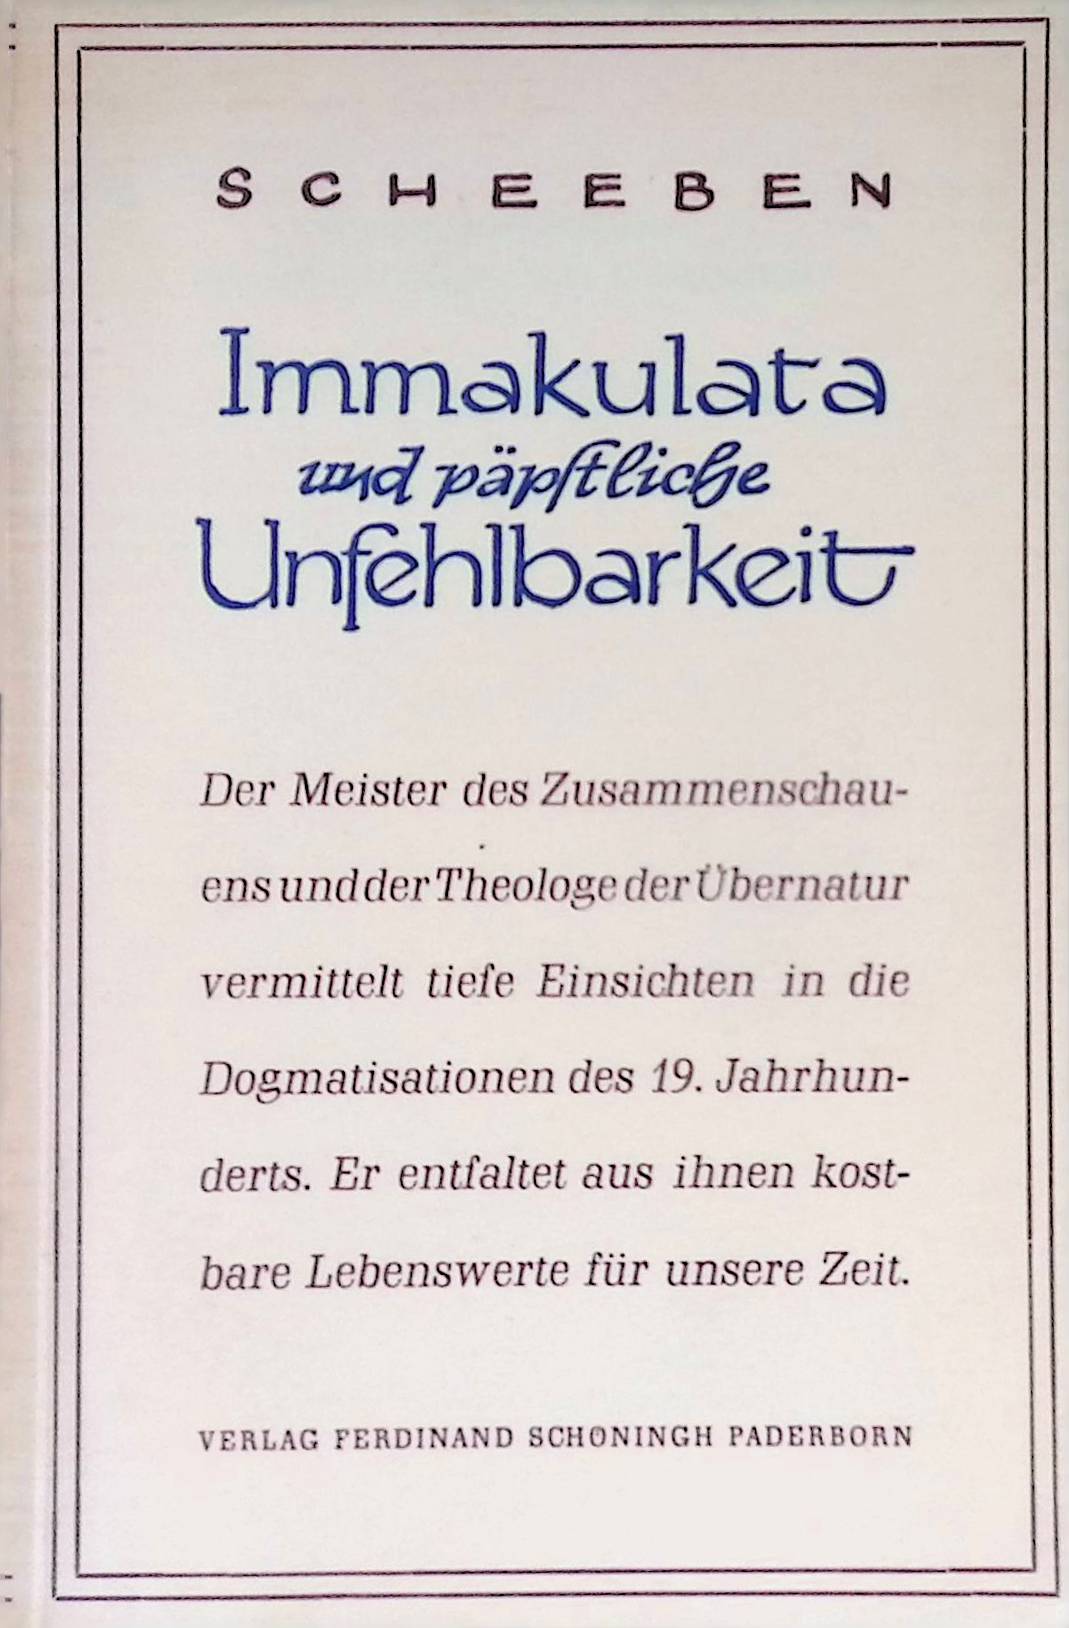 SCHEEBEN
Immakulata
und päpstliche
Unfehlbarkeit
Der Meister des Zusammenschau-
ens und der Theologe der Übernatur
vermittelt tiefe Einsichten in die
Dogmatisationen des 19. Jahrhun-
derts. Er entfaltet aus ihnen kost-
bare Lebenswerte für unsere Zeit.
VERLAG FERDINAND SCHÖNINGH PADERBORN